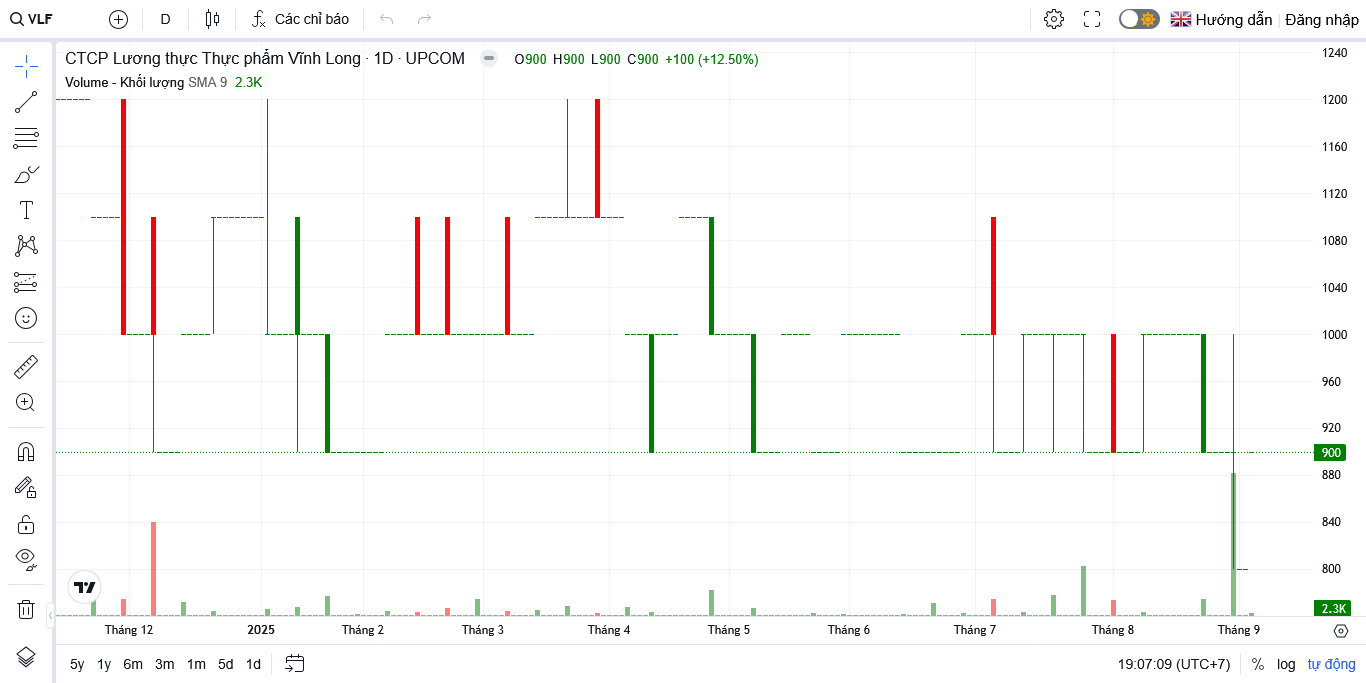 VLF D Các chỉ báo Hướng dẫn Đăng nhập
CTCP Lương thực Thực phẩm Vĩnh Long · 1D · UPCOM O900 H900 L900 C900 +100 (+12.50%)
Volume - Khối lượng SMA 9 2.3K
1240
1200
1160
1120
1080
1040
1000
960
920
900
880
840
800
2.3K
Tháng 12 2025 Tháng 2 Tháng 3 Tháng 4 Tháng 5 Tháng 6 Tháng 7 Tháng 8 Tháng 9
5y 1y 6m 3m 1m 5d 1d 19:07:09 (UTC+7) % log tự động